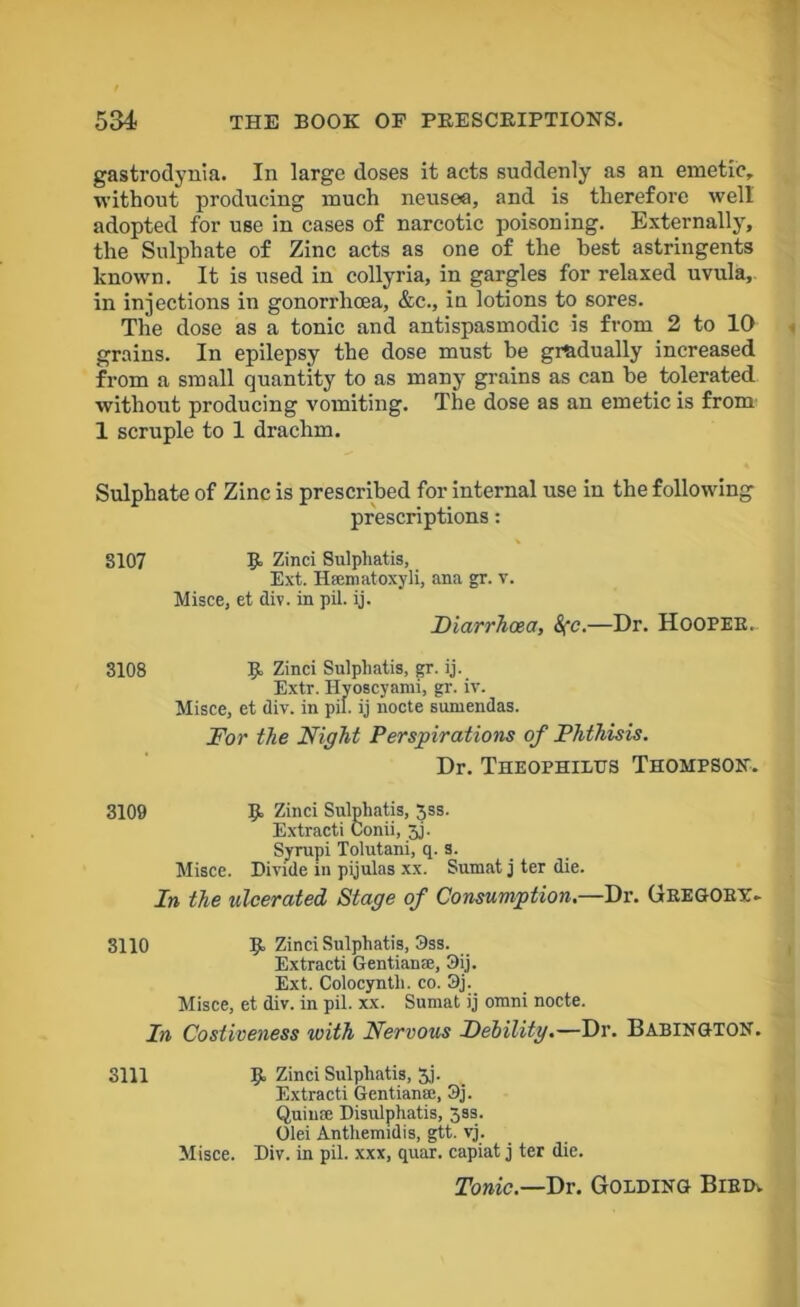 534 THE BOOK OF PRESCRIPTIONS.
gastrodynia. In large doses it acts suddenly as an emetic,
without producing much neusea, and is therefore well
adopted for use in cases of narcotic poisoning. Externally,
the Sulphate of Zinc acts as one of the best astringents
known. It is used in collyria, in gargles for relaxed uvula,
in injections in gonorrhœa, &c., in lotions to sores.
The dose as a tonic and antispasmodic is from 2 to 10
grains. In epilepsy the dose must be gradually increased
from a small quantity to as many grains as can be tolerated
without producing vomiting. The dose as an emetic is from
1 scruple to 1 drachm.
Sulphate of Zinc is prescribed for internal use in the following
prescriptions:
3107 ℞ Zinci Sulphatis,
Ext. Hæmatoxyli, ana gr. v.
Misce, et div. in pil. ij.
Diarrhœa, &c.—Dr. HOOPER.
3108 ℞ Zinci Sulphatis, gr. ij.
Extr. Hyoscyami, gr. iv.
Misce, et div. in pil. ij nocte sumendas.
For the Night Perspirations of Phthisis.
Dr. THEOPHILUS THOMPSON.
3109 ℞ Zinci Sulphatis, ʒss.
Extracti Conii, ʒj.
Syrupi Tolutani, q. s.
Misce. Divide in pijulas xx. Sumat j ter die.
In the ulcerated Stage of Consumption.—Dr. GREGORY.
3110 ℞ Zinci Sulphatis, ℈ss.
Extracti Gentianæ, ℈ij.
Ext. Colocynth. co. ℈j.
Misce, et div. in pil. xx. Sumat ij omni nocte.
In Costiveness with Nervous Debility.—Dr. BABINGTON.
3111 ℞ Zinci Sulphatis, ʒj.
Extracti Gentianæ, ℈j.
Quinæ Disulphatis, ʒss.
Olei Anthemidis, gtt. vj.
Misce. Div. in pil. xxx, quar. capiat j ter die.
Tonic.—Dr. GOLDING BIRD.